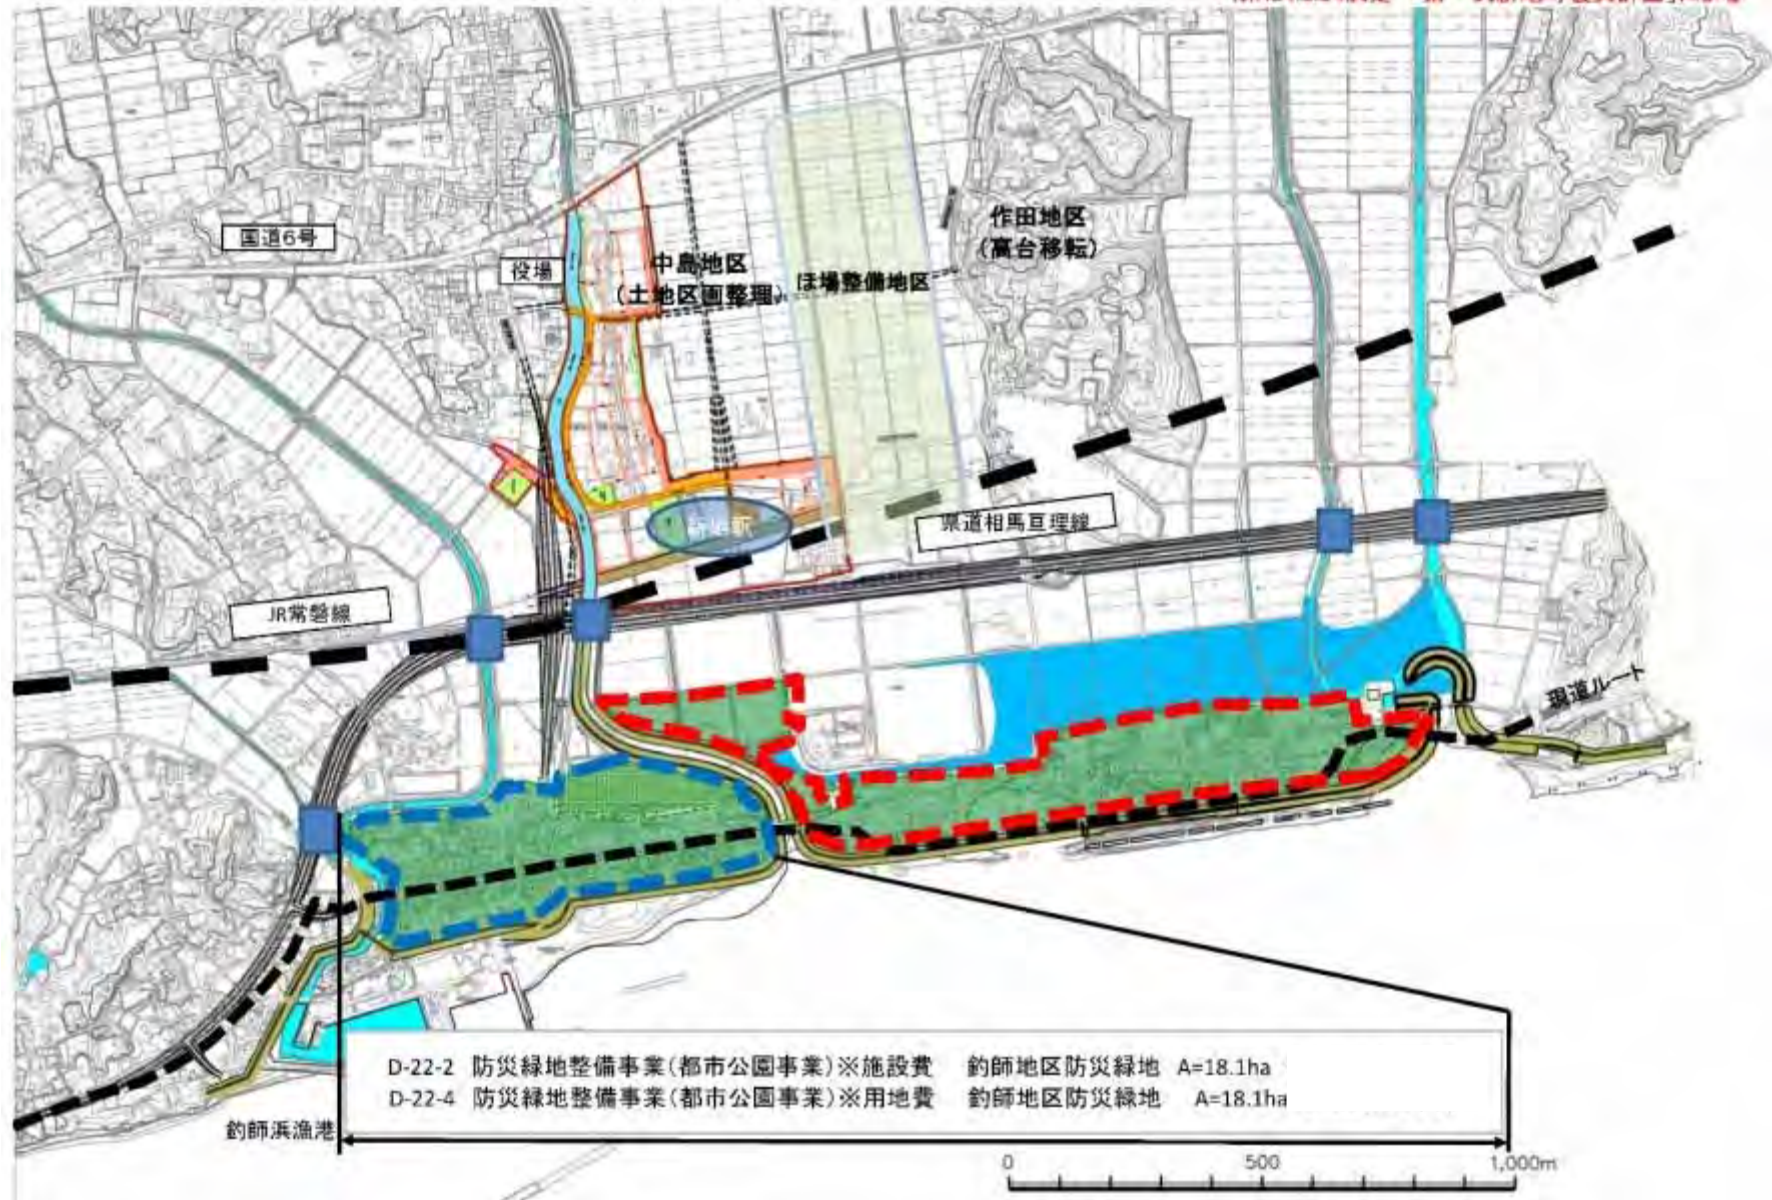 国道6号
役場
中島地区
(土地区画整理)
ほ場整備地区
作田地区
(高台移転)
県道相馬亘理線
JR常磐線
現道ルート
D-22-2 防災緑地整備事業(都市公園事業)※施設費 釣師地区防災緑地 A=18.1ha
D-22-4 防災緑地整備事業(都市公園事業)※用地費 釣師地区防災緑地 A=18.1ha
釣師浜漁港
0 500 1,000m